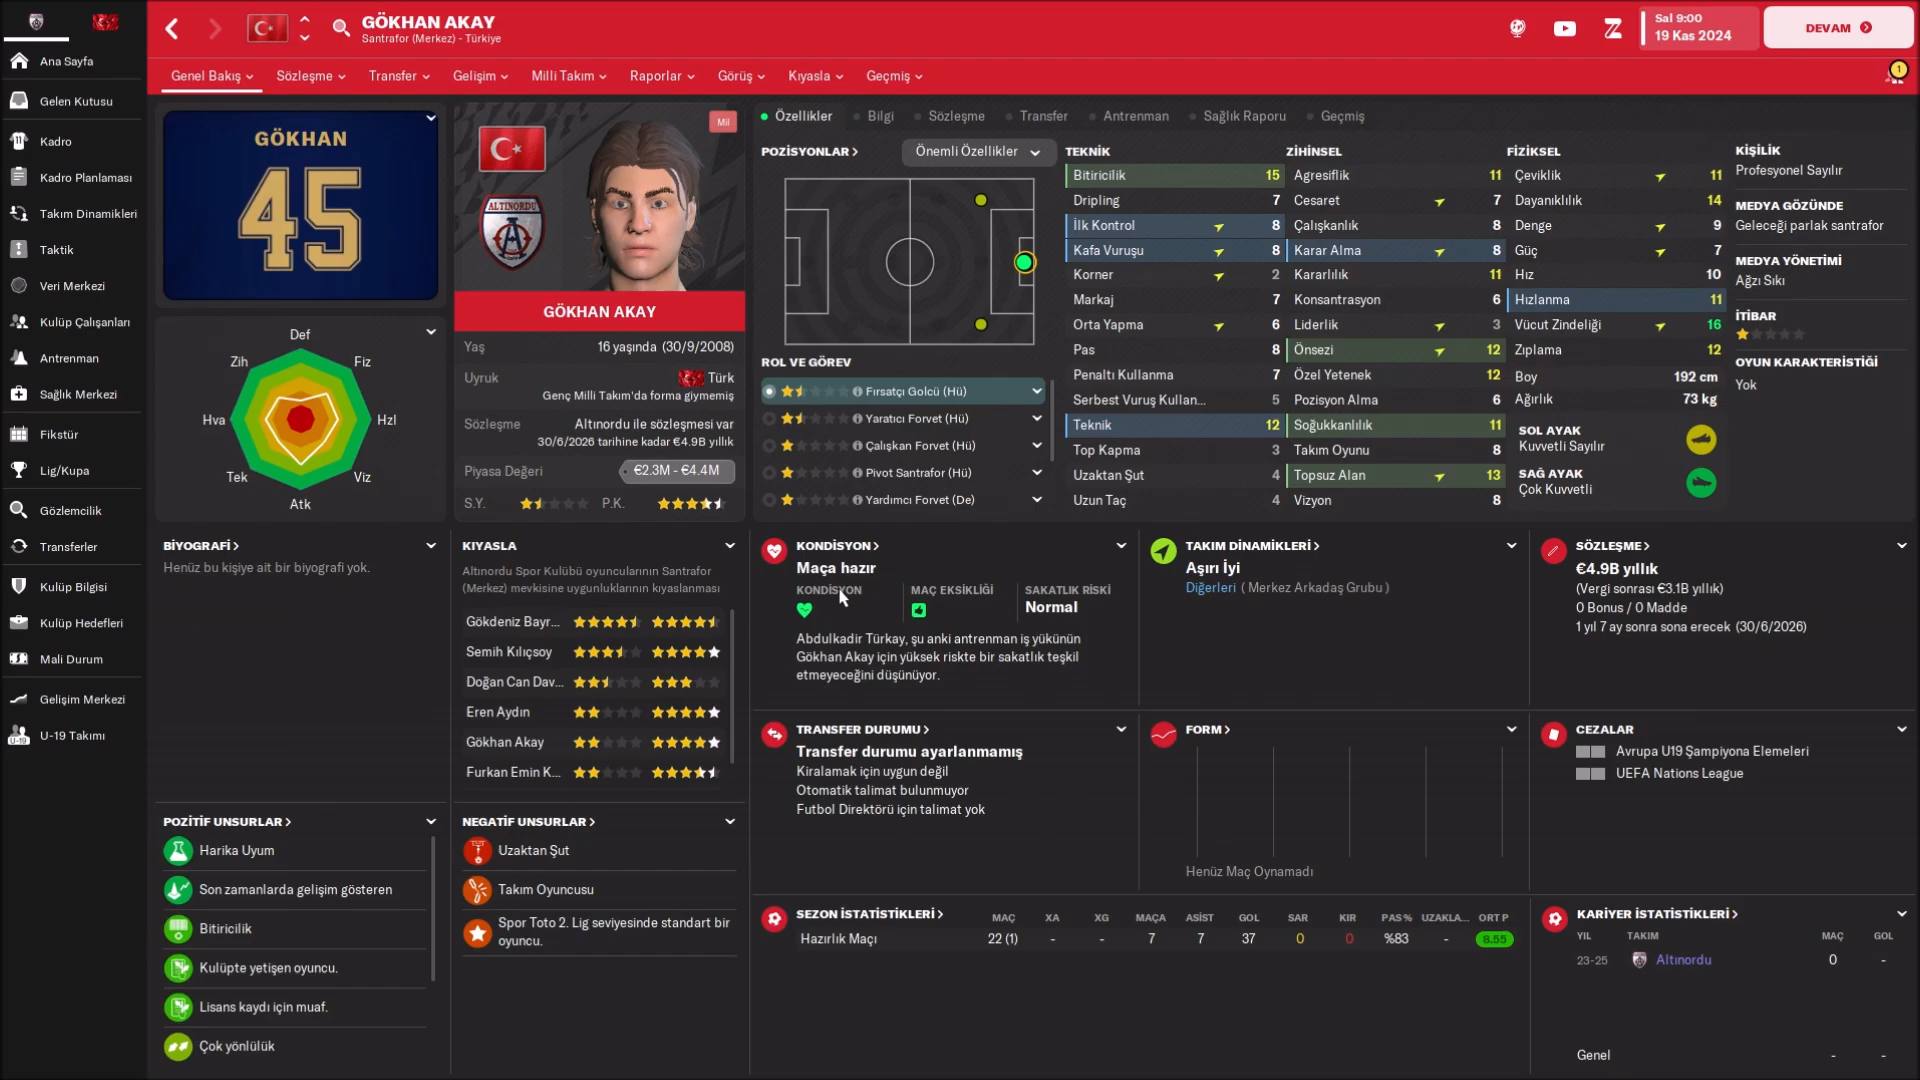 GÖKHAN AKAY
Santrafor (Merkez) - Türkiye
Sal 9:00
19 Kas 2024
DEVAM
Genel Bakış
Sözleşme
Transfer
Gelişim
Milli Takım
Raporlar
Görüş
Kıyasla
Geçmiş
1
Ana Sayfa
Gelen Kutusu
Kadro
Kadro Planlaması
Takım Dinamikleri
Taktik
Veri Merkezi
Kulüp Çalışanları
Antrenman
Sağlık Merkezi
Fikstür
Lig/Kupa
Gözlemcilik
Transferler
Kulüp Bilgisi
Kulüp Hedefleri
Mali Durum
Gelişim Merkezi
U-19 Takımı
GÖKHAN
45
Def
Zih
Fiz
Hva
Hzl
Tek
Viz
Atk
Mil
ALTINORDU
GÖKHAN AKAY
Yaş 16 yaşında (30/9/2008)
Uyruk Türk
Genç Milli Takım'da forma giymemiş
Sözleşme Altınordu ile sözleşmesi var
30/6/2026 tarihine kadar €4.9B yıllık
Piyasa Değeri €2.3M - €4.4M
S.Y. P.K.
Özellikler
Bilgi
Sözleşme
Transfer
Antrenman
Sağlık Raporu
Geçmiş
POZİSYONLAR
Önemli Özellikler
ROL VE GÖREV
Fırsatçı Golcü (Hü)
Yaratıcı Forvet (Hü)
Çalışkan Forvet (Hü)
Pivot Santrafor (Hü)
Yardımcı Forvet (De)
TEKNİK
Bitiricilik 15
Dripling 7
İlk Kontrol 8
Kafa Vuruşu 8
Korner 2
Markaj 7
Orta Yapma 6
Pas 8
Penaltı Kullanma 7
Serbest Vuruş Kullan... 5
Teknik 12
Top Kapma 3
Uzaktan Şut 4
Uzun Taç 4
ZİHİNSEL
Agresiflik 11
Cesaret 7
Çalışkanlık 8
Karar Alma 8
Kararlılık 11
Konsantrasyon 6
Liderlik 3
Önsezi 12
Özel Yetenek 12
Pozisyon Alma 6
Soğukkanlılık 11
Takım Oyunu 8
Topsuz Alan 13
Vizyon 8
FİZİKSEL
Çeviklik 11
Dayanıklılık 14
Denge 9
Güç 7
Hız 10
Hızlanma 11
Vücut Zindeliği 16
Zıplama 12
Boy 192 cm
Ağırlık 73 kg
SOL AYAK
Kuvvetli Sayılır
SAĞ AYAK
Çok Kuvvetli
KİŞİLİK
Profesyonel Sayılır
MEDYA GÖZÜNDE
Geleceği parlak santrafor
MEDYA YÖNETİMİ
Ağzı Sıkı
İTİBAR
OYUN KARAKTERİSTİĞİ
Yok
BİYOGRAFİ
Henüz bu kişiye ait bir biyografi yok.
KIYASLA
Altınordu Spor Kulübü oyuncularının Santrafor
(Merkez) mevkisine uygunluklarının kıyaslanması
Gökdeniz Bayr...
Semih Kılıçsoy
Doğan Can Dav...
Eren Aydın
Gökhan Akay
Furkan Emin K...
KONDİSYON
Maça hazır
KONDİSYON
MAÇ EKSİKLİĞİ
SAKATLIK RİSKİ
Normal
Abdulkadir Türkay, şu anki antrenman iş yükünün
Gökhan Akay için yüksek riskte bir sakatlık teşkil
etmeyeceğini düşünüyor.
TAKIM DİNAMİKLERİ
Aşırı İyi
Diğerleri ( Merkez Arkadaş Grubu )
SÖZLEŞME
€4.9B yıllık
(Vergi sonrası €3.1B yıllık)
0 Bonus / 0 Madde
1 yıl 7 ay sonra sona erecek (30/6/2026)
TRANSFER DURUMU
Transfer durumu ayarlanmamış
Kiralamak için uygun değil
Otomatik talimat bulunmuyor
Futbol Direktörü için talimat yok
FORM
Henüz Maç Oynamadı
CEZALAR
Avrupa U19 Şampiyona Elemeleri
UEFA Nations League
POZİTİF UNSURLAR
Harika Uyum
Son zamanlarda gelişim gösteren
Bitiricilik
Kulüpte yetişen oyuncu.
Lisans kaydı için muaf.
Çok yönlülük
NEGATİF UNSURLAR
Uzaktan Şut
Takım Oyuncusu
Spor Toto 2. Lig seviyesinde standart bir
oyuncu.
SEZON İSTATİSTİKLERİ MAÇ XA XG MAÇA ASİST GOL SAR KIR PAS% UZAKLA... ORT P
Hazırlık Maçı 22 (1) - - 7 7 37 0 0 %83 - 8.55
KARİYER İSTATİSTİKLERİ
YIL TAKIM MAÇ GOL
23-25 Altınordu 0 -
Genel - -